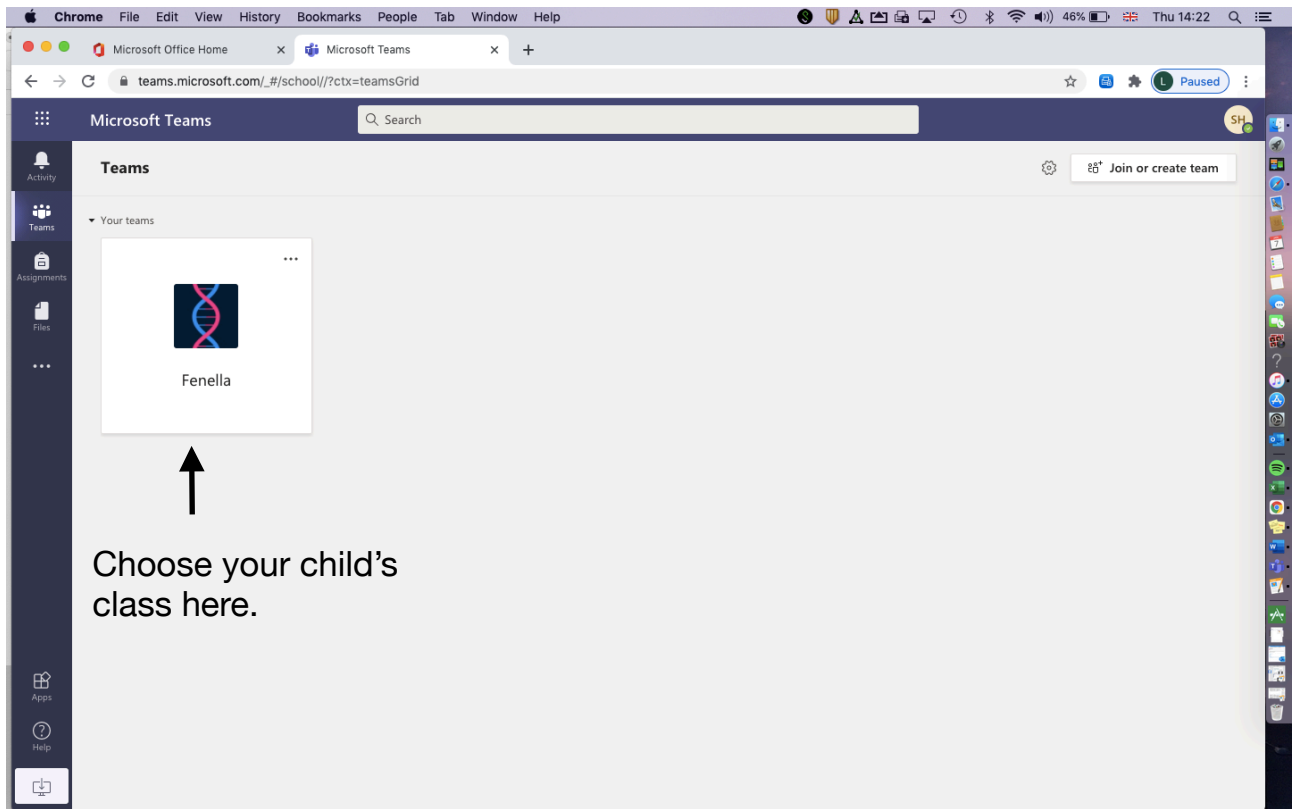 Chrome File Edit View History Bookmarks People Tab Window Help 46% Thu 14:22
Microsoft Office Home Microsoft Teams
teams.microsoft.com/_#/school//?ctx=teamsGrid L Paused
Microsoft Teams Search SH
Activity
Teams
Assignments
Files
Apps
Help
Teams Join or create team
Your teams
Fenella
Choose your child’s
class here.